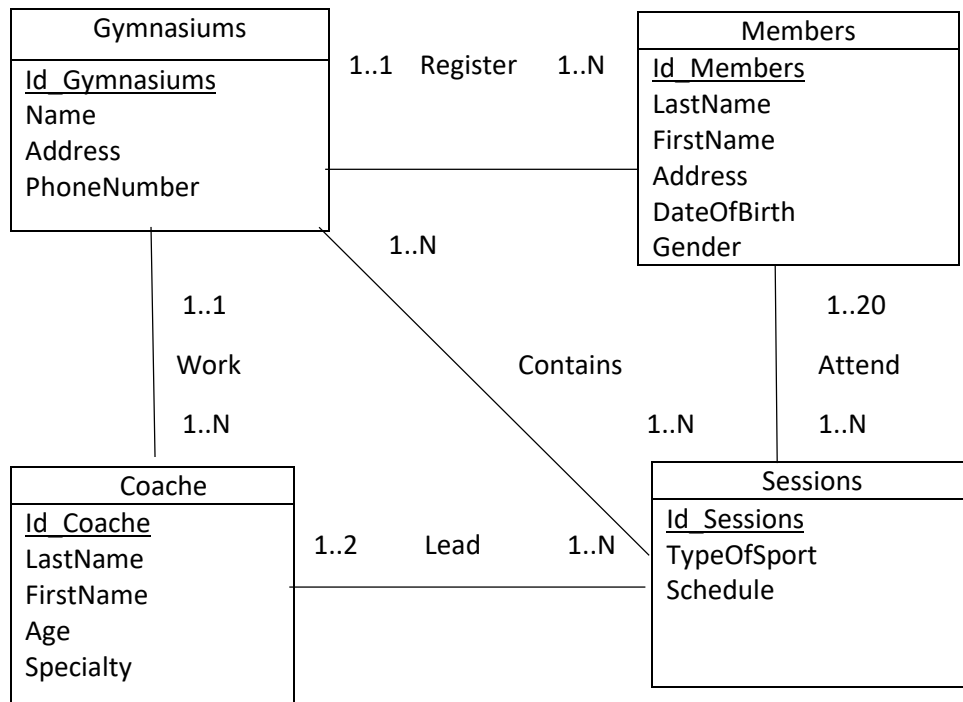 Gymnasiums
Id_Gymnasiums
Name
Address
PhoneNumber
1..1 Register 1..N
Members
Id_Members
LastName
FirstName
Address
DateOfBirth
Gender
1..N
1..1
Work
1..N
Contains
1..N
1..20
Attend
1..N
Coache
Id_Coache
LastName
FirstName
Age
Specialty
1..2 Lead 1..N
Sessions
Id_Sessions
TypeOfSport
Schedule